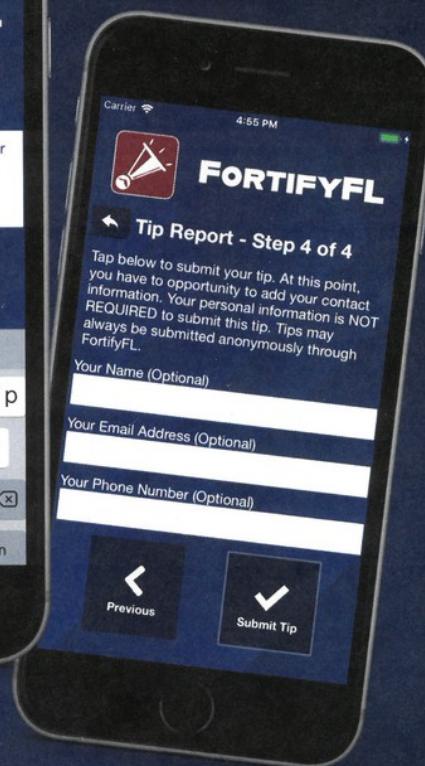 r
p
n
Carrier
4:55 PM
FORTIFYFL
Tip Report - Step 4 of 4
Tap below to submit your tip. At this point,
you have to opportunity to add your contact
information. Your personal information is NOT
REQUIRED to submit this tip. Tips may
always be submitted anonymously through
FortifyFL.
Your Name (Optional)
Your Email Address (Optional)
Your Phone Number (Optional)
Previous
Submit Tip